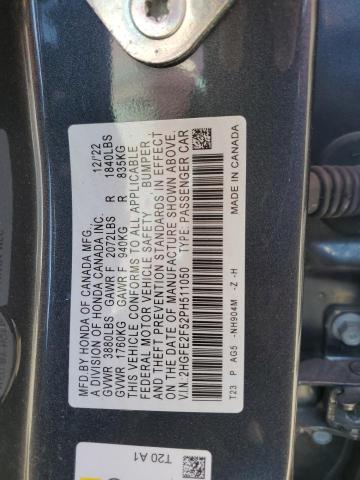 MFD BY HONDA OF CANADA MFG. 12/'22
A DIVISION OF HONDA CANADA INC.
GVWR 3880LBS GAWR F 2072LBS R 1840LBS
GVWR 1760KG GAWR F 940KG R 835KG
THIS VEHICLE CONFORMS TO ALL APPLICABLE
FEDERAL MOTOR VEHICLE SAFETY BUMPER
AND THEFT PREVENTION STANDARDS IN EFFECT
ON THE DATE OF MANUFACTURE SHOWN ABOVE.
V.I.N. 2HGFE2F52PH511050 TYPE: PASSENGER CAR
T23 P AG5 -NH904M -Z -H
MADE IN CANADA
T20 A1